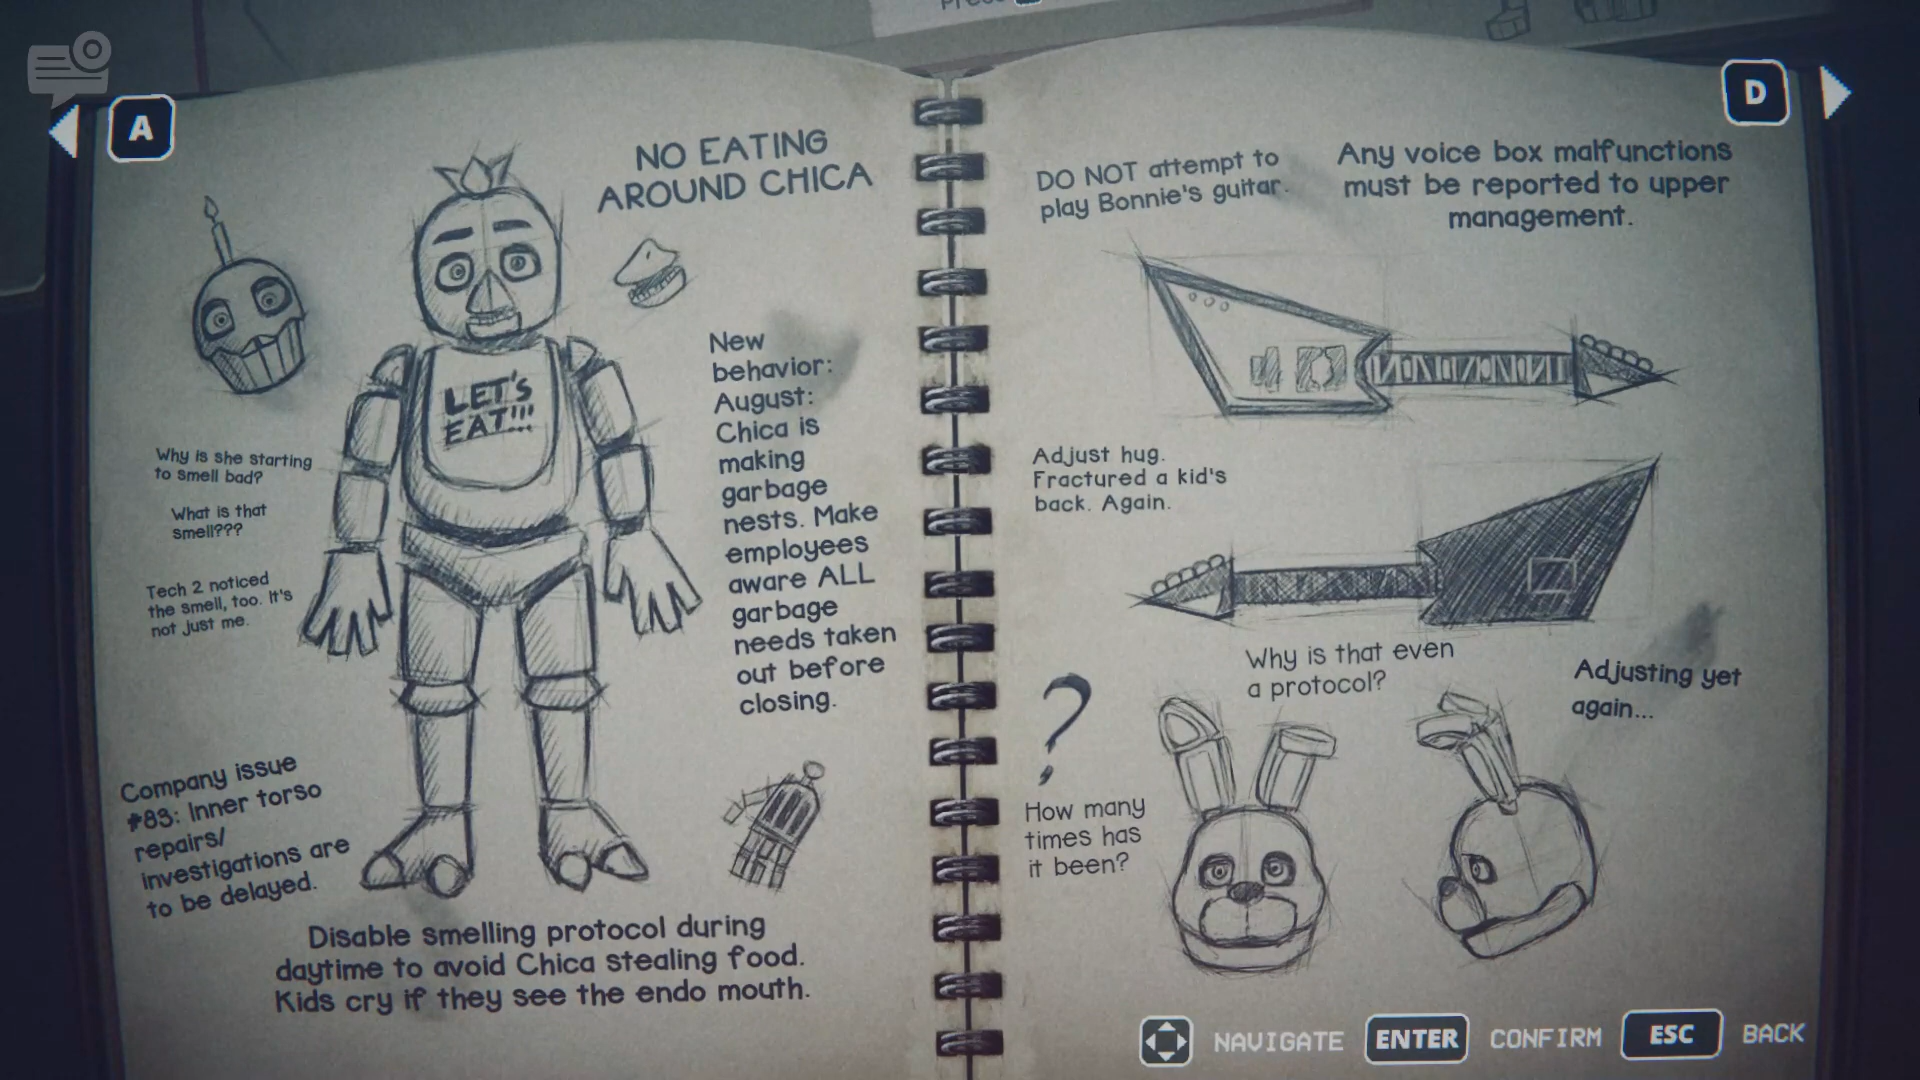 A
NO EATING
AROUND CHICA
LET'S
EAT!!!
Why is she starting
to smell bad?
What is that
smell???
Tech 2 noticed
the smell, too. It's
not just me.
New
behavior:
August:
Chica is
making
garbage
nests. Make
employees
aware ALL
garbage
needs taken
out before
closing.
Company issue
#83: Inner torso
repairs/
investigations are
to be delayed.
Disable smelling protocol during
daytime to avoid Chica stealing food.
Kids cry if they see the endo mouth.
D
DO NOT attempt to
play Bonnie's guitar.
Any voice box malfunctions
must be reported to upper
management.
Adjust hug.
Fractured a kid's
back. Again.
Why is that even
a protocol?
Adjusting yet
again...
?
How many
times has
it been?
NAVIGATE ENTER CONFIRM ESC BACK